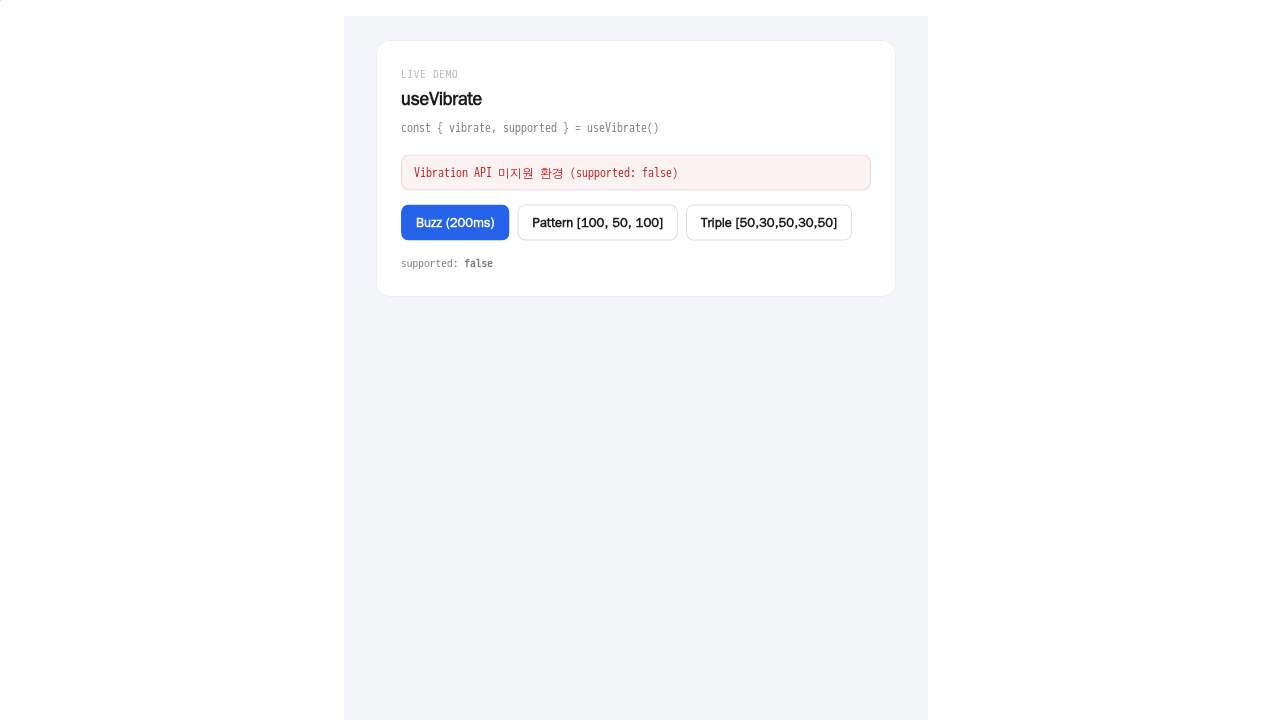 LIVE DEMO
useVibrate
const { vibrate, supported } = useVibrate()
Vibration API 미지원 환경 (supported: false)
Buzz (200ms)
Pattern [100, 50, 100]
Triple [50,30,50,30,50]
supported: false